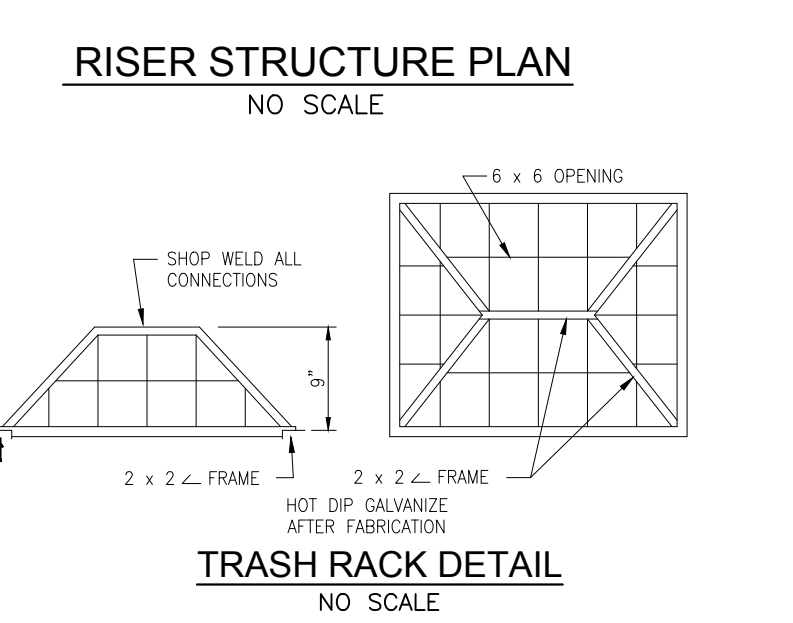 RISER STRUCTURE PLAN
NO SCALE
6 x 6 OPENING
SHOP WELD ALL
CONNECTIONS
9"
2 x 2 ∠ FRAME
2 x 2 ∠ FRAME
HOT DIP GALVANIZE
AFTER FABRICATION
TRASH RACK DETAIL
NO SCALE